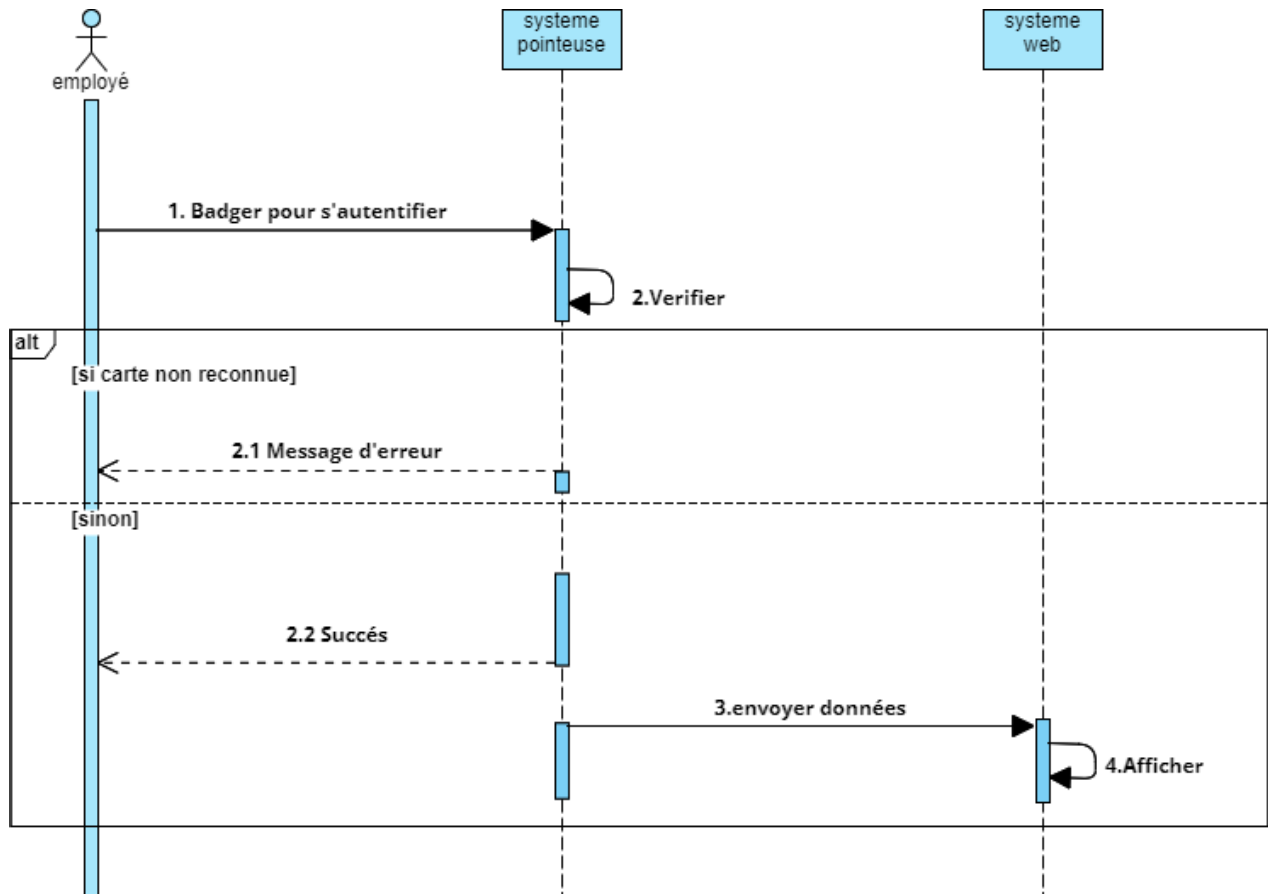 employé
systeme
pointeuse
systeme
web
1. Badger pour s'autentifier
2.Verifier
alt
[si carte non reconnue]
2.1 Message d'erreur
[sinon]
2.2 Succés
3.envoyer données
4.Afficher